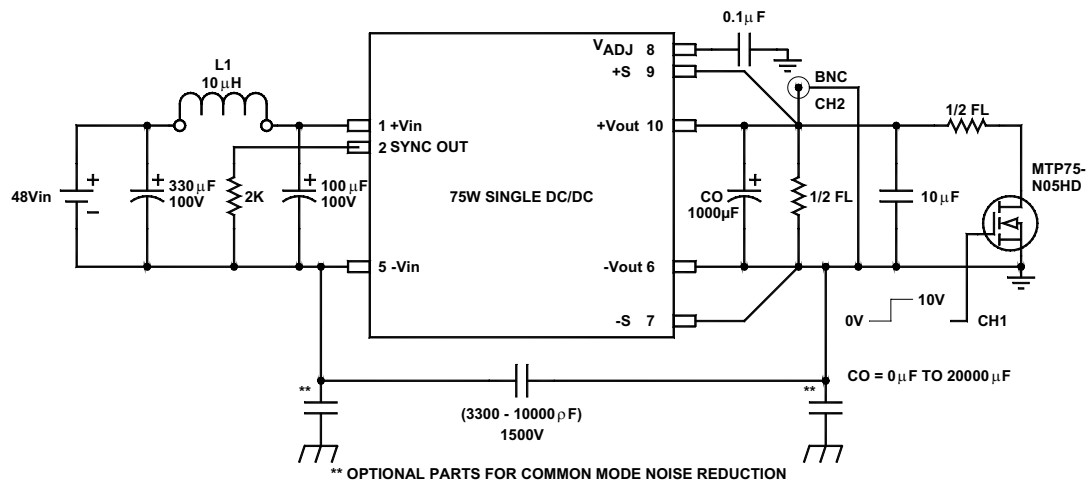 0.1µF
VADJ 8
+S 9
BNC
CH2
L1
10µH
1/2 FL
1 +Vin
+Vout 10
2 SYNC OUT
MTP75-
N05HD
+
330µF
100V
2K
+
100µF
100V
75W SINGLE DC/DC
+
CO
1000µF
1/2 FL
10µF
48Vin
+
–
5 -Vin
-Vout 6
10V
0V
CH1
-S 7
CO = 0µF TO 20000µF
**
**
(3300 - 10000ρF)
1500V
** OPTIONAL PARTS FOR COMMON MODE NOISE REDUCTION